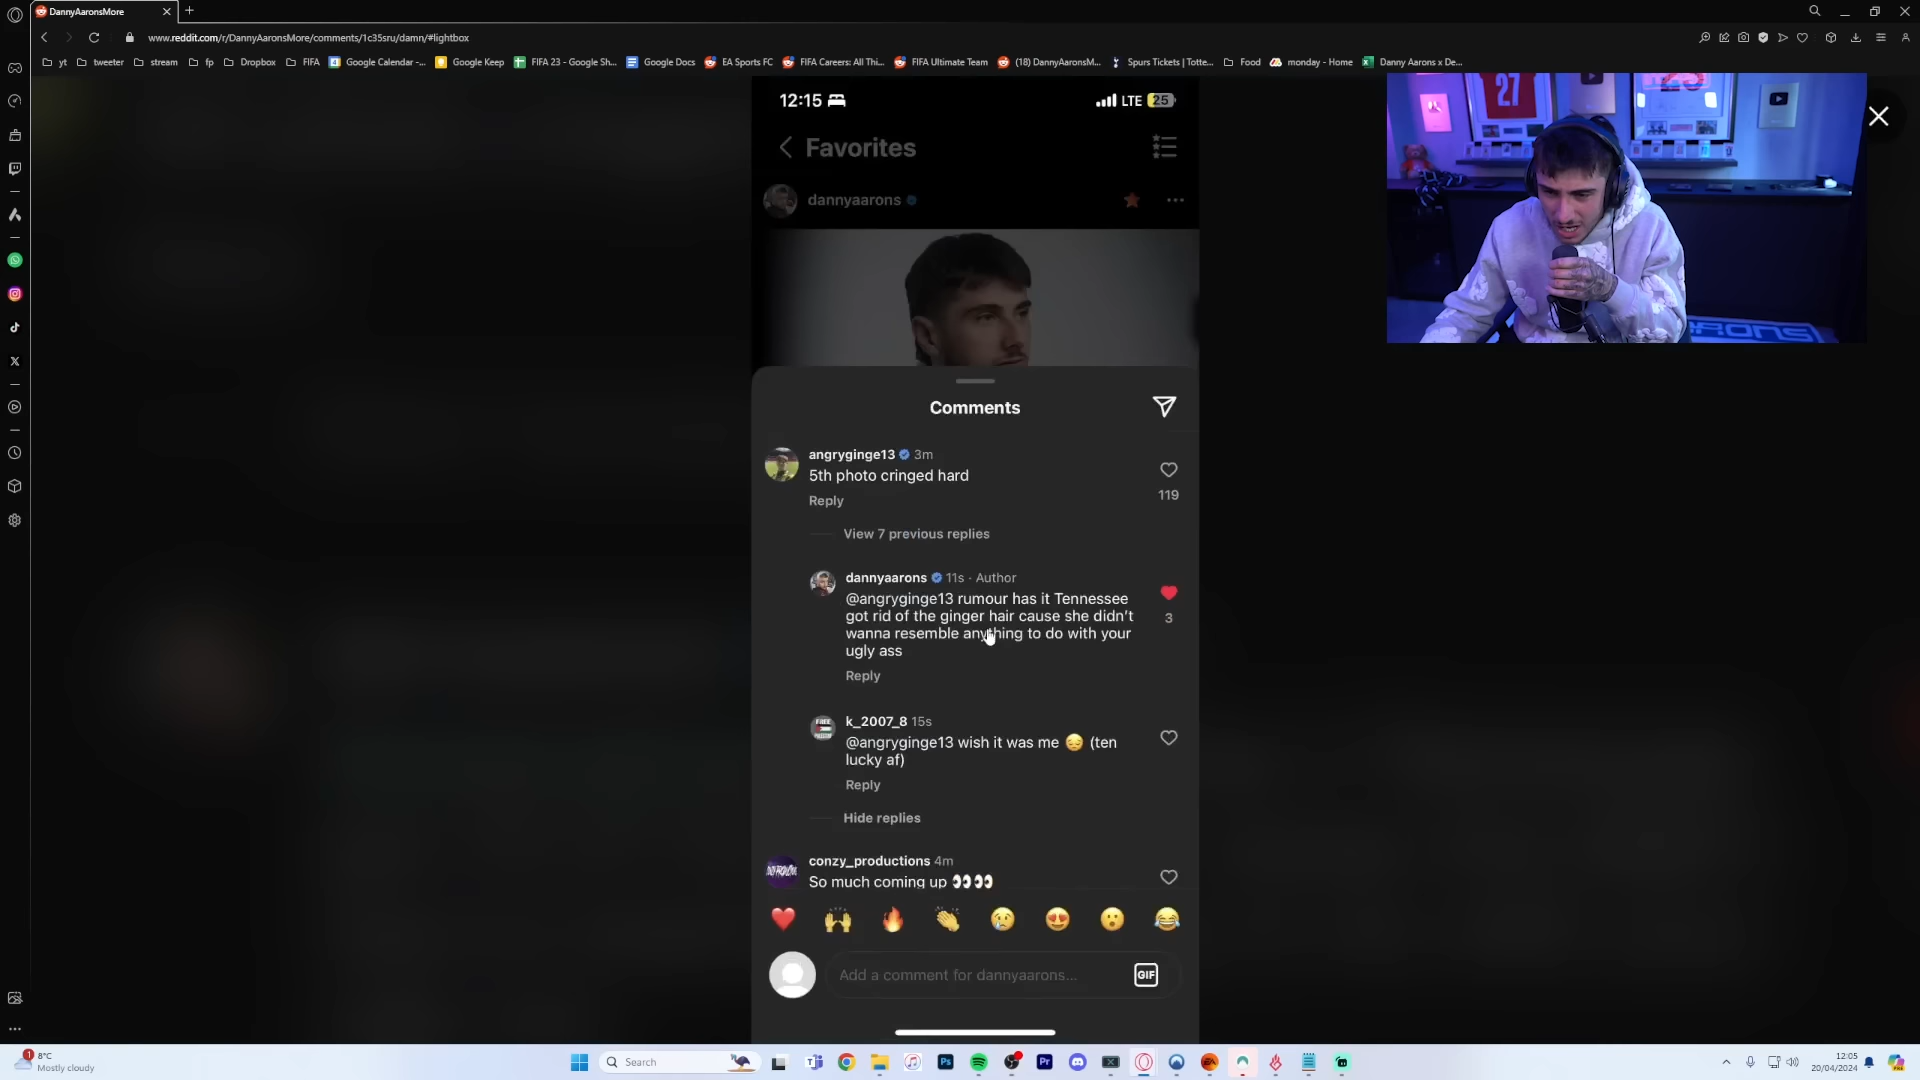 DannyAaronsMore
www.reddit.com/r/DannyAaronsMore/comments/1c35sru/damn/#lightbox
yt
tweeter
stream
fp
Dropbox
FIFA
Google Calendar -...
Google Keep
FIFA 23 - Google Sh...
Google Docs
EA Sports FC
FIFA Careers: All Thi...
FIFA Ultimate Team
(18) DannyAaronsM...
Spurs Tickets | Totte...
Food
monday - Home
Danny Aarons x De...
12:15
LTE 25
Favorites
dannyaarons
27
Comments
angryginge13 3m
5th photo cringed hard
119
Reply
View 7 previous replies
dannyaarons 11s · Author
@angryginge13 rumour has it Tennessee
got rid of the ginger hair cause she didn't
wanna resemble anything to do with your
ugly ass
3
Reply
k_2007_8 15s
@angryginge13 wish it was me 😔 (ten
lucky af)
Reply
Hide replies
conzy_productions 4m
So much coming up 👀👀
Add a comment for dannyaarons...
GIF
1
8°C
Mostly cloudy
Search
Ps
Pr
12:05
20/04/2024